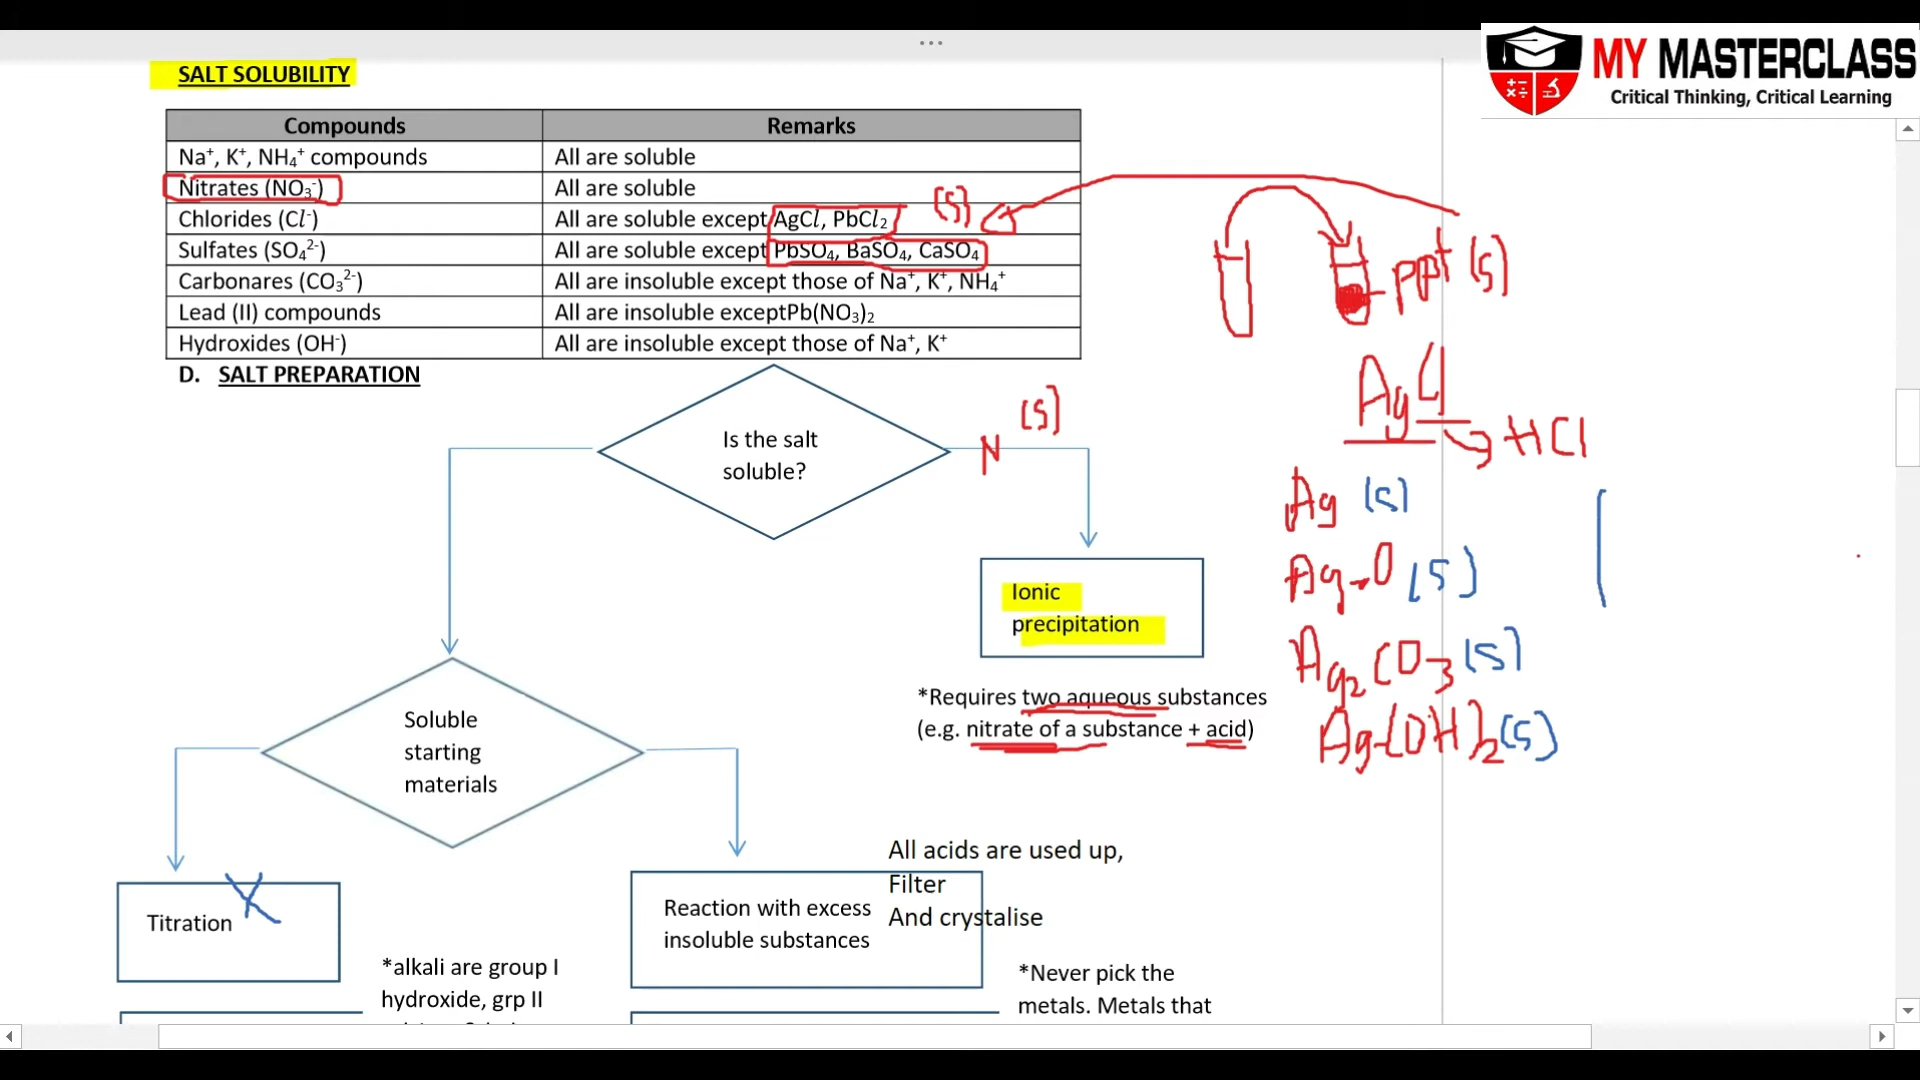 MY MASTERCLASS
Critical Thinking, Critical Learning
SALT SOLUBILITY
Compounds Remarks
Na⁺, K⁺, NH₄⁺ compounds All are soluble
Nitrates (NO₃⁻) All are soluble
Chlorides (Cl⁻) All are soluble except AgCl, PbCl₂ (s)
Sulfates (SO₄²⁻) All are soluble except PbSO₄, BaSO₄, CaSO₄
Carbonares (CO₃²⁻) All are insoluble except those of Na⁺, K⁺, NH₄⁺
Lead (II) compounds All are insoluble exceptPb(NO₃)₂
Hydroxides (OH⁻) All are insoluble except those of Na⁺, K⁺
ppt (s)
AgCl
HCl
Ag (s)
Ag₂O (s)
Ag₂CO₃ (s)
Ag(OH)₂ (s)
D. SALT PREPARATION
Is the salt
soluble?
N (s)
Ionic
precipitation
*Requires two aqueous substances
(e.g. nitrate of a substance + acid)
Soluble
starting
materials
Titration X
*alkali are group I
hydroxide, grp II
Reaction with excess
insoluble substances
All acids are used up,
Filter
And crystalise
*Never pick the
metals. Metals that